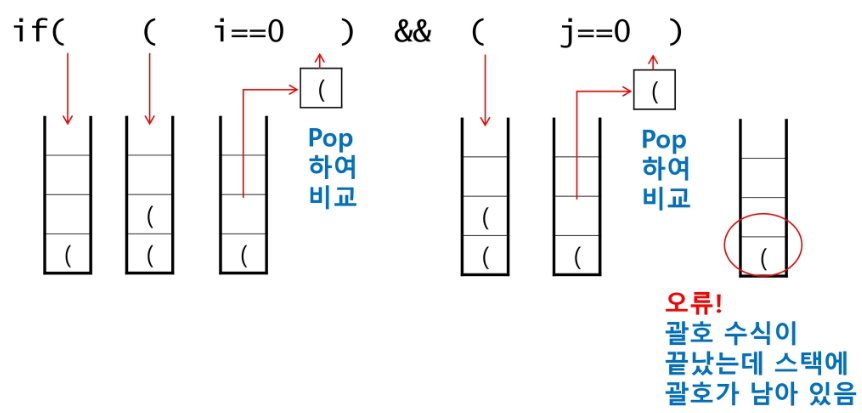 if( ( i==0 ) && ( j==0 )
( (
Pop
하여
비교
Pop
하여
비교
( (
( ( ( ( ( (
오류!
괄호 수식이
끝났는데 스택에
괄호가 남아 있음